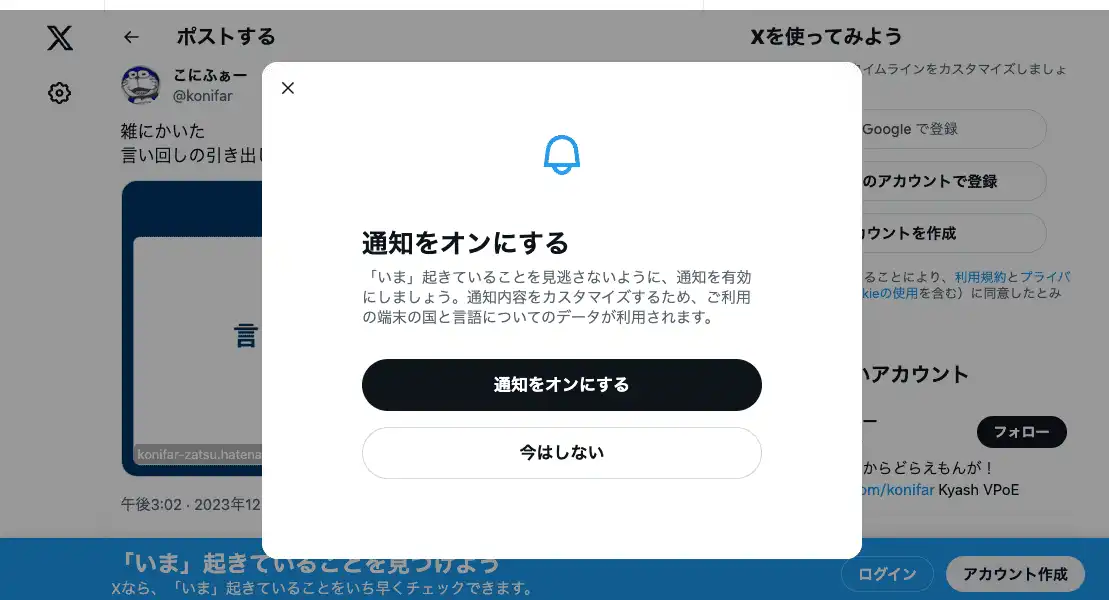 X
ポストする
Xを使ってみよう
こにふぁー
@konifar
イムラインをカスタマイズしましょ
雑にかいた
言い回しの引き出し
Google で登録
のアカウントで登録
カウントを作成
通知をオンにする
「いま」起きていることを見逃さないように、通知を有効
にしましょう。通知内容をカスタマイズするため、ご利用
の端末の国と言語についてのデータが利用されます。
ることにより、利用規約とプライバ
kieの使用を含む）に同意したとみ
言
通知をオンにする
いアカウント
ー
フォロー
今はしない
konifar-zatsu.hatena
からどらえもんが！
om/konifar Kyash VPoE
午後3:02 · 2023年12
「いま」起きていることを見つけよう
Xなら、「いま」起きていることをいち早くチェックできます。
ログイン
アカウント作成